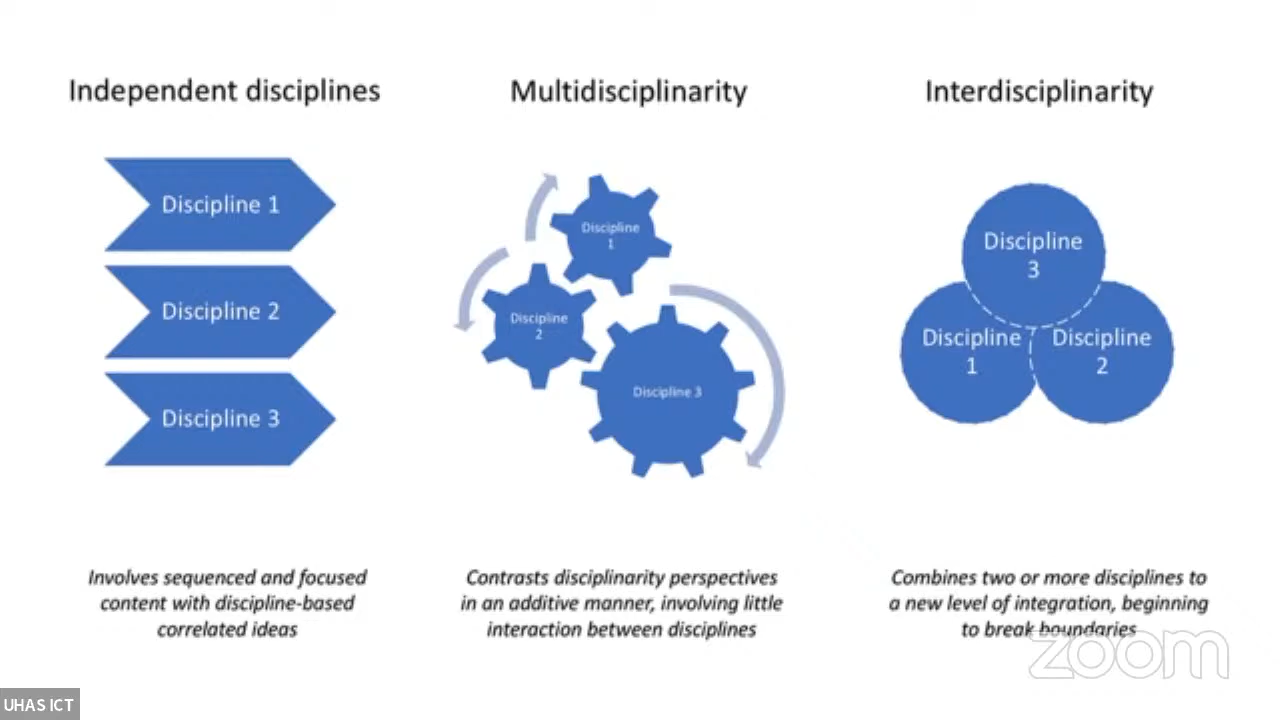 Independent disciplines
Discipline 1
Discipline 2
Discipline 3
Involves sequenced and focused
content with discipline-based
correlated ideas
Multidisciplinarity
Discipline
1
Discipline
2
Discipline 3
Contrasts disciplinarity perspectives
in an additive manner, involving little
interaction between disciplines
Interdisciplinarity
Discipline
3
Discipline
1
Discipline
2
Combines two or more disciplines to
a new level of integration, beginning
to break boundaries
zoom
UHAS ICT